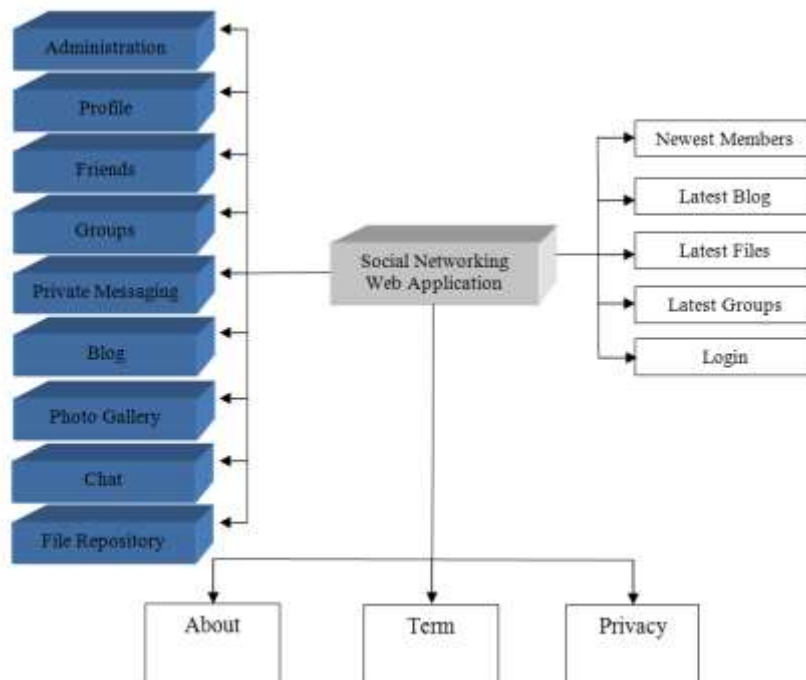 Administration
Profile
Friends
Groups
Private Messaging
Blog
Photo Gallery
Chat
File Repository
Social Networking
Web Application
Newest Members
Latest Blog
Latest Files
Latest Groups
Login
About
Term
Privacy